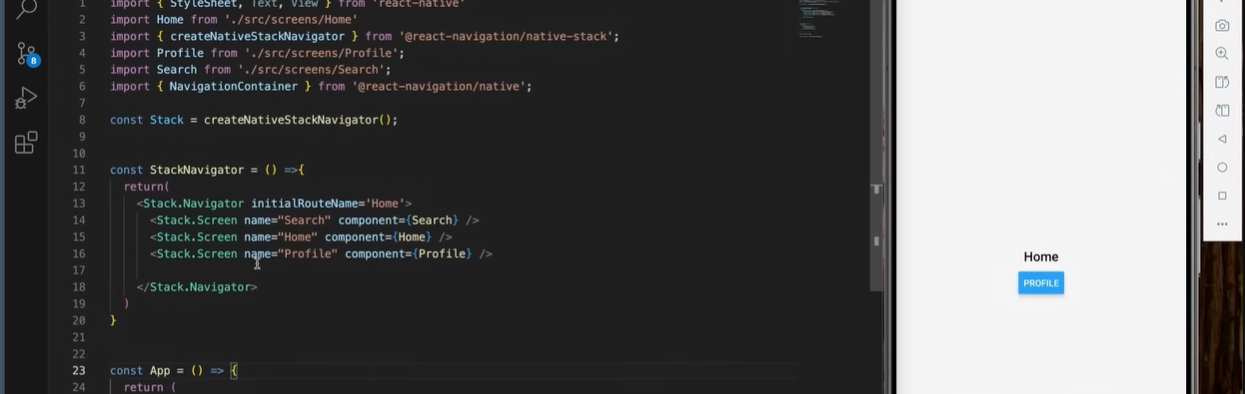 1 import { StyleSheet, Text, View } from 'react-native'
2 import Home from './src/screens/Home'
3 import { createNativeStackNavigator } from '@react-navigation/native-stack';
4 import Profile from './src/screens/Profile';
5 import Search from './src/screens/Search';
6 import { NavigationContainer } from '@react-navigation/native';
7
8 const Stack = createNativeStackNavigator();
9
10
11 const StackNavigator = () =>{
12 return(
13 <Stack.Navigator initialRouteName='Home'>
14 <Stack.Screen name="Search" component={Search} />
15 <Stack.Screen name="Home" component={Home} />
16 <Stack.Screen name="Profile" component={Profile} />
17
18 </Stack.Navigator>
19 )
20 }
21
22
23 const App = () => {
24 return (
8
Home
PROFILE